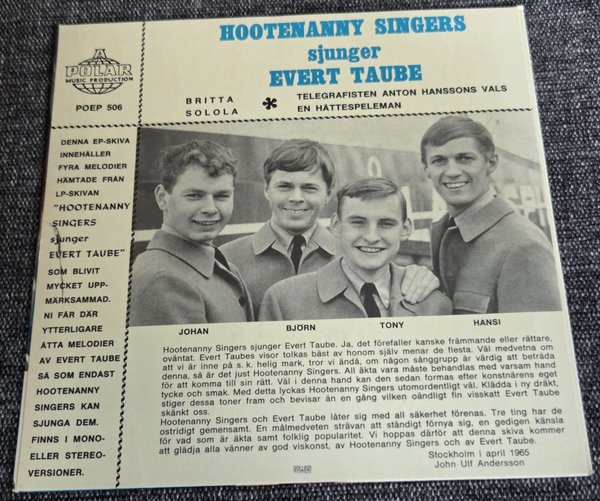 A
POLAR
MUSIC PRODUCTION
POEP 506
HOOTENANNY SINGERS
sjunger
EVERT TAUBE
BRITTA
SOLOLA
*
TELEGRAFISTEN ANTON HANSSONS VALS
EN HÄTTESPELEMAN
DENNA EP-SKIVA
INNEHÅLLER
FYRA MELODIER
HÄMTADE FRÅN
LP-SKIVAN
"HOOTENANNY
SINGERS
sjunger
EVERT TAUBE"
SOM BLIVIT
MYCKET UPP-
MÄRKSAMMAD.
NI FÅR DÄR
YTTERLIGARE
ÅTTA MELODIER
AV EVERT TAUBE
SÅ SOM ENDAST
HOOTENANNY
SINGERS KAN
SJUNGA DEM.
FINNS I MONO-
ELLER STEREO-
VERSIONER.
JOHAN BJÖRN TONY HANSI
Hootenanny Singers sjunger Evert Taube. Ja, det förefaller kanske främmande eller rättare,
oväntat. Evert Taubes visor tolkas bäst av honom själv menar de flesta. Väl medvetna om
att vi är inne på s. k. helig mark, tror vi ändå, om någon sånggrupp är värdig att beträda
denna, så är det just Hootenanny Singers. All äkta vara måste behandlas med varsam hand
för att komma till sin rätt. Väl i denna hand kan den sedan formas efter konstnärens eget
tycke och smak. Med detta lyckas Hootenanny Singers utomordentligt väl. Klädda i ny dräkt,
stiger dessa toner fram och bevisar än en gång vilken oändligt fin visskatt Evert Taube
skänkt oss.
Hootenanny Singers och Evert Taube låter sig med all säkerhet förenas. Tre ting har de
ostridigt gemensamt. En målmedveten strävan att ständigt förnya sig, en gedigen känsla
för vad som är äkta samt folklig popularitet. Vi hoppas därför att denna skiva kommer
att glädja alla vänner av god viskonst, av Hootenanny Singers och av Evert Taube.
Stockholm i april 1965
John Ulf Andersson